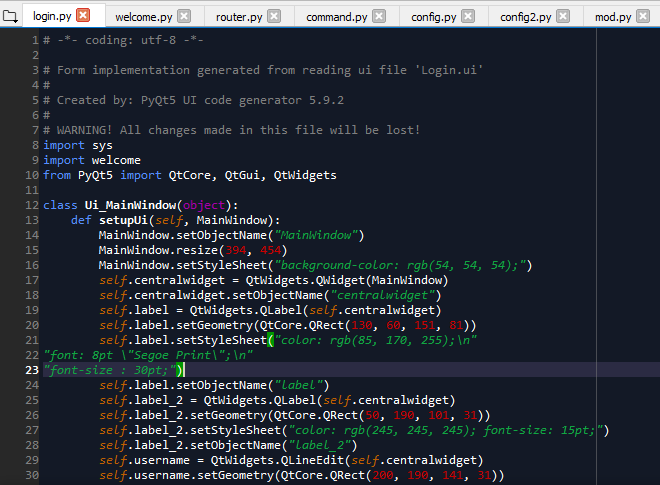 login.py welcome.py router.py command.py config.py config2.py mod.py
1 # -*- coding: utf-8 -*-
2
3 # Form implementation generated from reading ui file 'Login.ui'
4 #
5 # Created by: PyQt5 UI code generator 5.9.2
6 #
7 # WARNING! All changes made in this file will be lost!
8 import sys
9 import welcome
10 from PyQt5 import QtCore, QtGui, QtWidgets
11
12 class Ui_MainWindow(object):
13     def setupUi(self, MainWindow):
14         MainWindow.setObjectName("MainWindow")
15         MainWindow.resize(394, 454)
16         MainWindow.setStyleSheet("background-color: rgb(54, 54, 54);")
17         self.centralwidget = QtWidgets.QWidget(MainWindow)
18         self.centralwidget.setObjectName("centralwidget")
19         self.label = QtWidgets.QLabel(self.centralwidget)
20         self.label.setGeometry(QtCore.QRect(130, 60, 151, 81))
21         self.label.setStyleSheet("color: rgb(85, 170, 255);\n"
22 "font: 8pt \"Segoe Print\";\n"
23 "font-size : 30pt;")
24         self.label.setObjectName("label")
25         self.label_2 = QtWidgets.QLabel(self.centralwidget)
26         self.label_2.setGeometry(QtCore.QRect(50, 190, 101, 31))
27         self.label_2.setStyleSheet("color: rgb(245, 245, 245); font-size: 15pt;")
28         self.label_2.setObjectName("label_2")
29         self.username = QtWidgets.QLineEdit(self.centralwidget)
30         self.username.setGeometry(QtCore.QRect(200, 190, 141, 31))